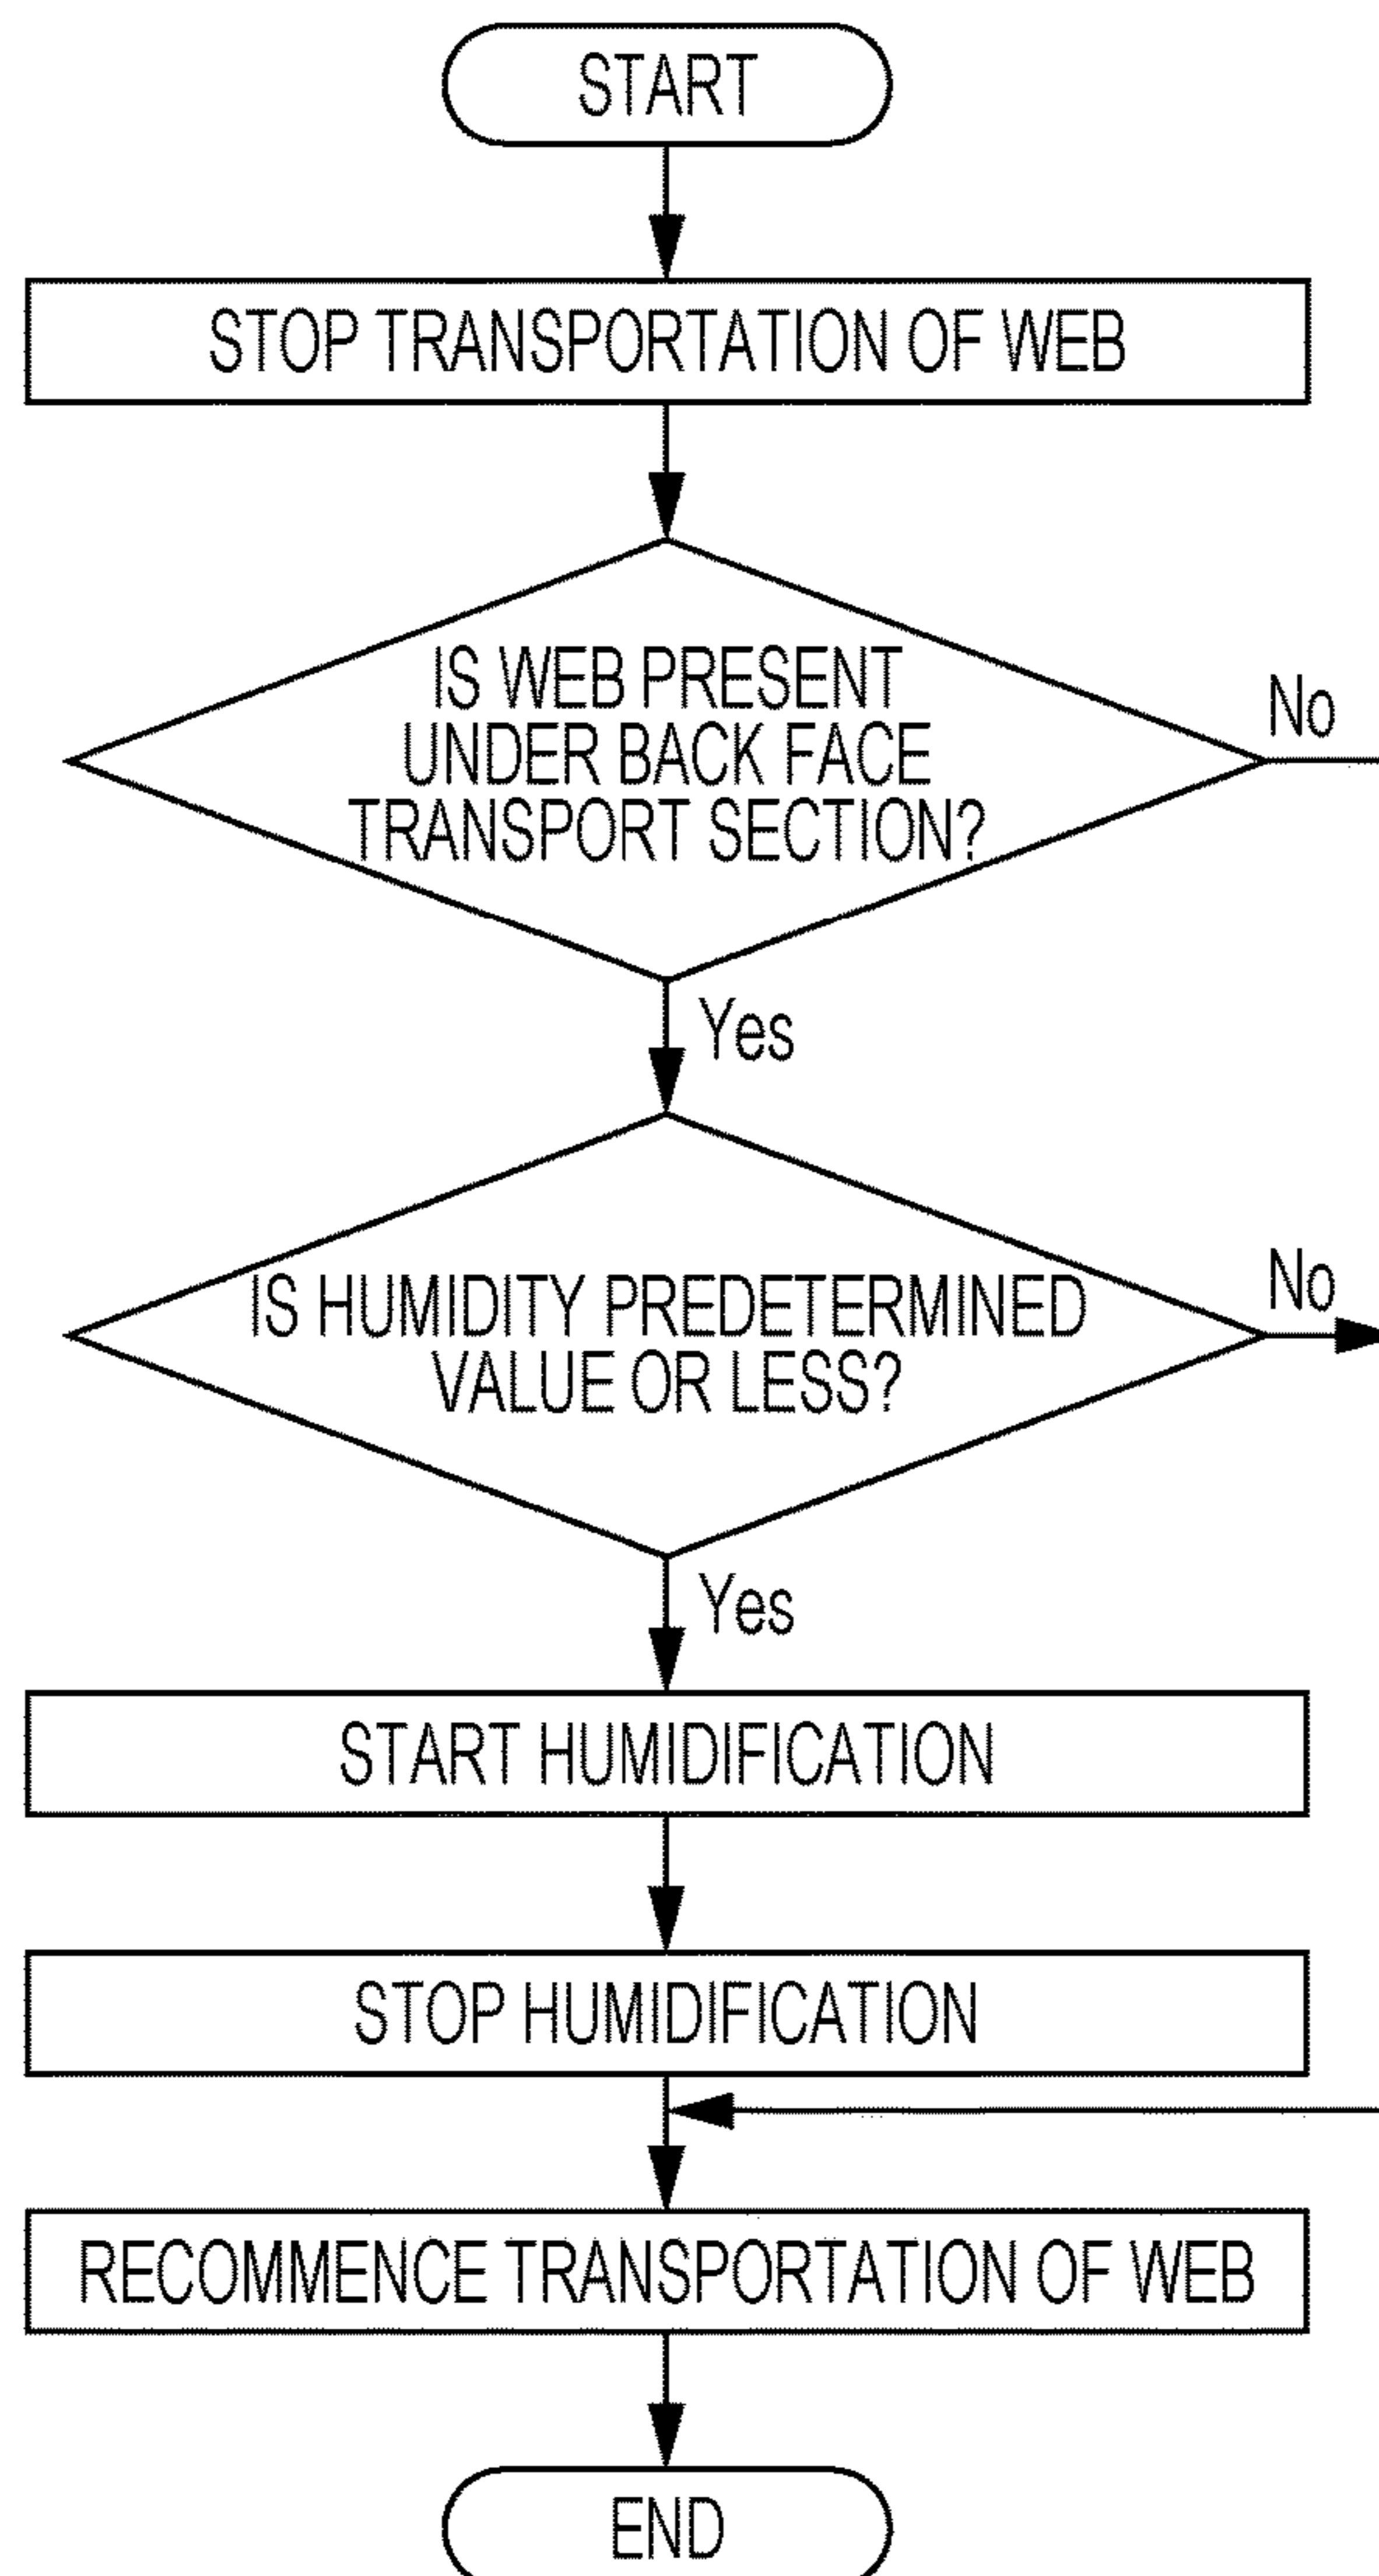 START
STOP TRANSPORTATION OF WEB
IS WEB PRESENT
UNDER BACK FACE
TRANSPORT SECTION?
No
Yes
IS HUMIDITY PREDETERMINED
VALUE OR LESS?
No
Yes
START HUMIDIFICATION
STOP HUMIDIFICATION
RECOMMENCE TRANSPORTATION OF WEB
END